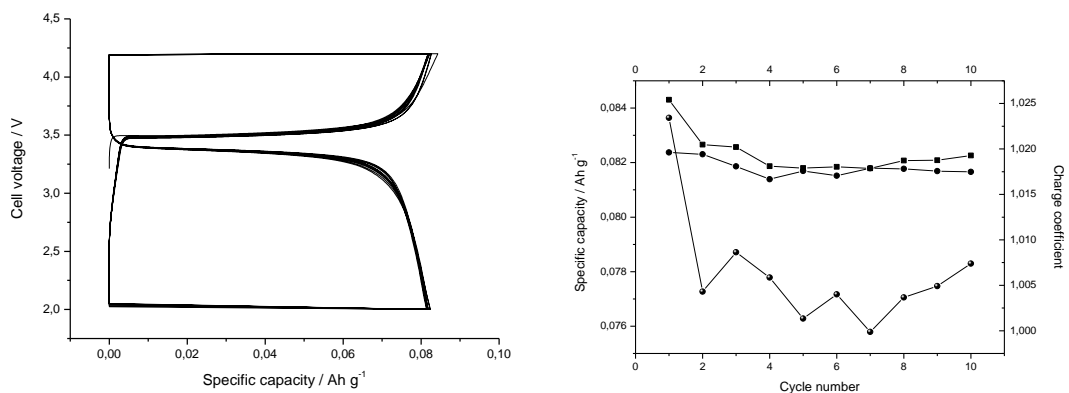 4,5
4,0
3,5
3,0
2,5
2,0
Cell voltage / V
0,00 0,02 0,04 0,06 0,08 0,10
Specific capacity / Ah g-1
0 2 4 6 8 10
0,084
0,082
0,080
0,078
0,076
Specific capacity / Ah g-1
1,025
1,020
1,015
1,010
1,005
1,000
Charge coefficient
0 2 4 6 8 10
Cycle number